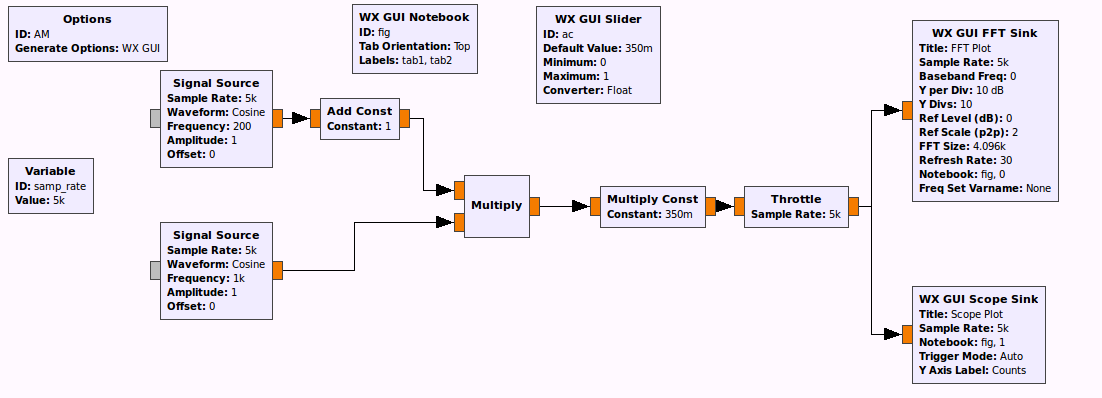 Options
ID: AM
Generate Options: WX GUI
WX GUI Notebook
ID: fig
Tab Orientation: Top
Labels: tab1, tab2
WX GUI Slider
ID: ac
Default Value: 350m
Minimum: 0
Maximum: 1
Converter: Float
WX GUI FFT Sink
Title: FFT Plot
Sample Rate: 5k
Baseband Freq: 0
Y per Div: 10 dB
Y Divs: 10
Ref Level (dB): 0
Ref Scale (p2p): 2
FFT Size: 4.096k
Refresh Rate: 30
Notebook: fig, 0
Freq Set Varname: None
Signal Source
Sample Rate: 5k
Waveform: Cosine
Frequency: 200
Amplitude: 1
Offset: 0
Add Const
Constant: 1
Variable
ID: samp_rate
Value: 5k
Multiply
Multiply Const
Constant: 350m
Throttle
Sample Rate: 5k
Signal Source
Sample Rate: 5k
Waveform: Cosine
Frequency: 1k
Amplitude: 1
Offset: 0
WX GUI Scope Sink
Title: Scope Plot
Sample Rate: 5k
Notebook: fig, 1
Trigger Mode: Auto
Y Axis Label: Counts